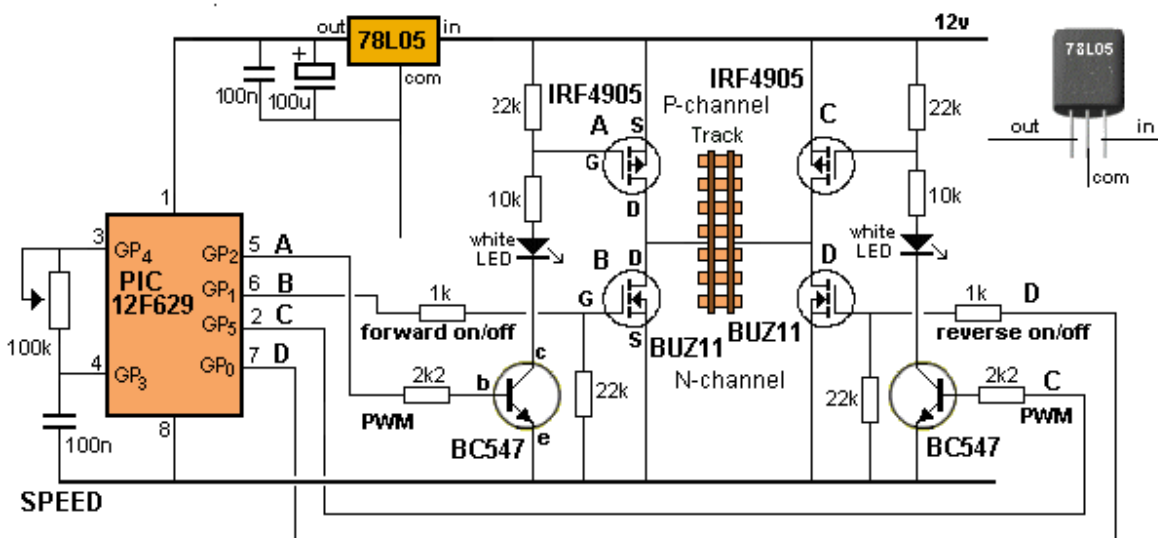 out 78L05 in
12v
com
100n
100u
+
22k
IRF4905
IRF4905
P-channel
Track
A
S
G
D
C
22k
78L05
out
in
com
10k
10k
white
LED
white
LED
1
3
GP4
PIC
12F629
GP2
5 A
GP1
6 B
GP5
2 C
GP0
7 D
4
GP3
8
100k
100n
SPEED
1k
forward on/off
B
D
G
S
D
BUZ11
BUZ11
N-channel
1k
D
reverse on/off
2k2
PWM
b
c
e
BC547
22k
22k
2k2
C
PWM
BC547